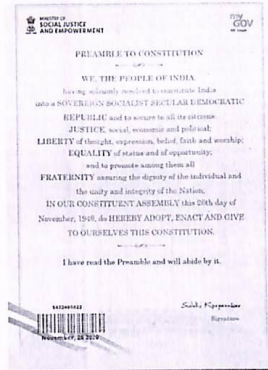 MINISTRY OF
SOCIAL JUSTICE
AND EMPOWERMENT
my
GOV
PREAMBLE TO CONSTITUTION
WE, THE PEOPLE OF INDIA
having solemnly resolved to constitute India
into a SOVEREIGN SOCIALIST SECULAR DEMOCRATIC
REPUBLIC and to secure to all its citizens
JUSTICE, social, economic and political;
LIBERTY of thought, expression, belief, faith and worship;
EQUALITY of status and of opportunity;
and to promote among them all
FRATERNITY assuring the dignity of the individual and
the unity and integrity of the Nation;
IN OUR CONSTITUENT ASSEMBLY this 26th day of
November, 1949, do HEREBY ADOPT, ENACT AND GIVE
TO OURSELVES THIS CONSTITUTION.
I have read the Preamble and will abide by it.
Signature
November, 26 2020